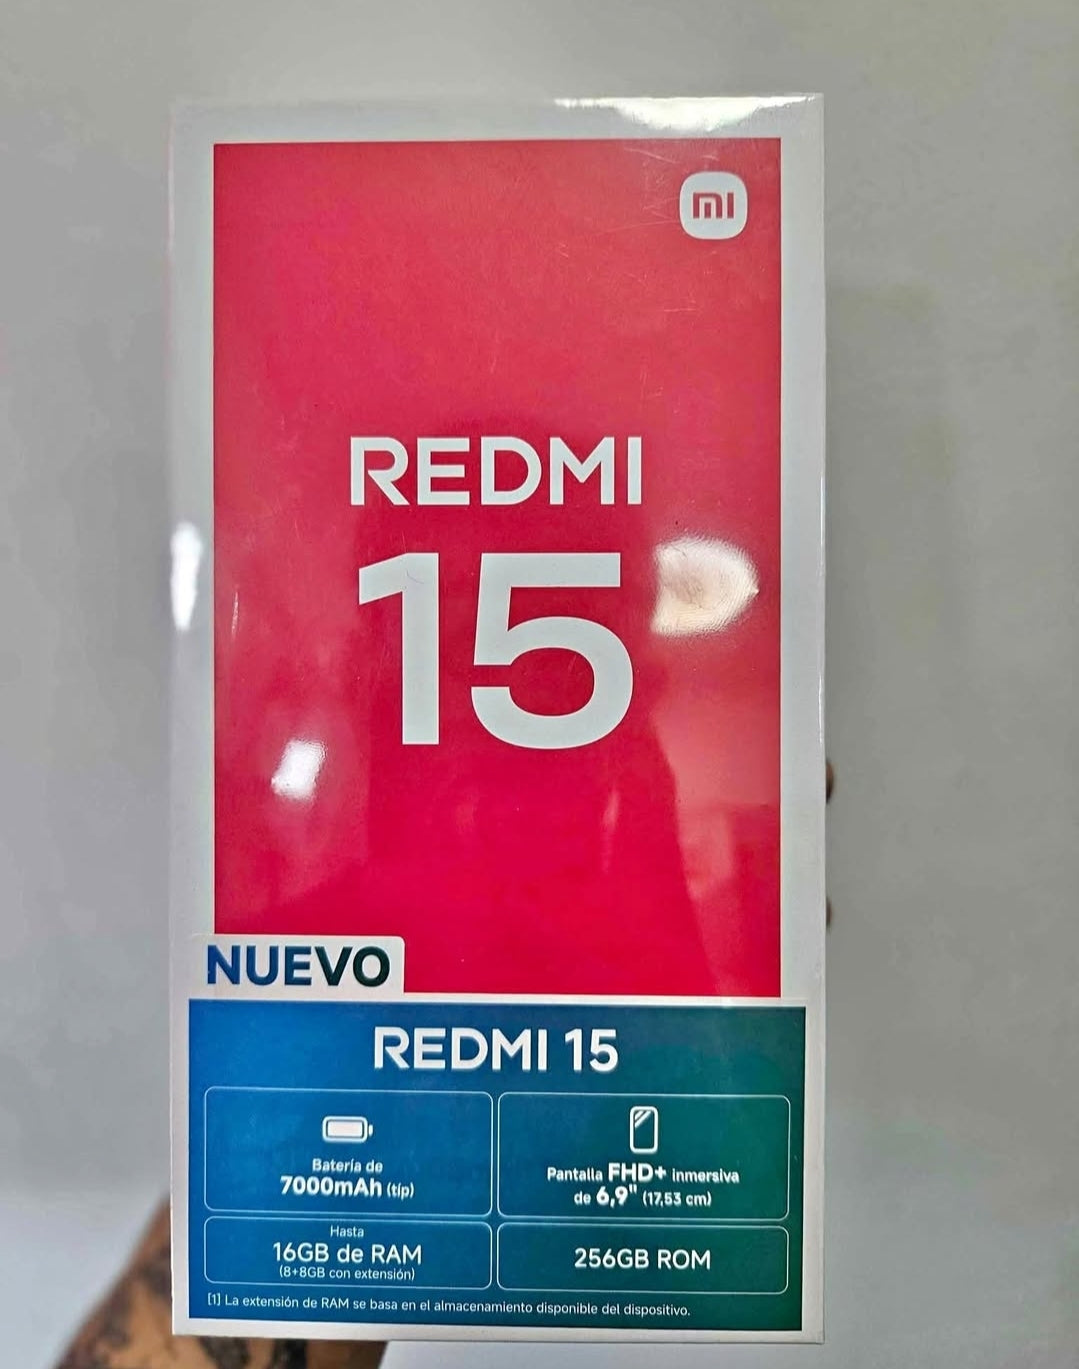 mi
REDMI
15
NUEVO
REDMI 15
Batería de
7000mAh (típ)
Pantalla FHD+ inmersiva
de 6,9" (17,53 cm)
Hasta
16GB de RAM
(8+8GB con extensión)
256GB ROM
[1] La extensión de RAM se basa en el almacenamiento disponible del dispositivo.